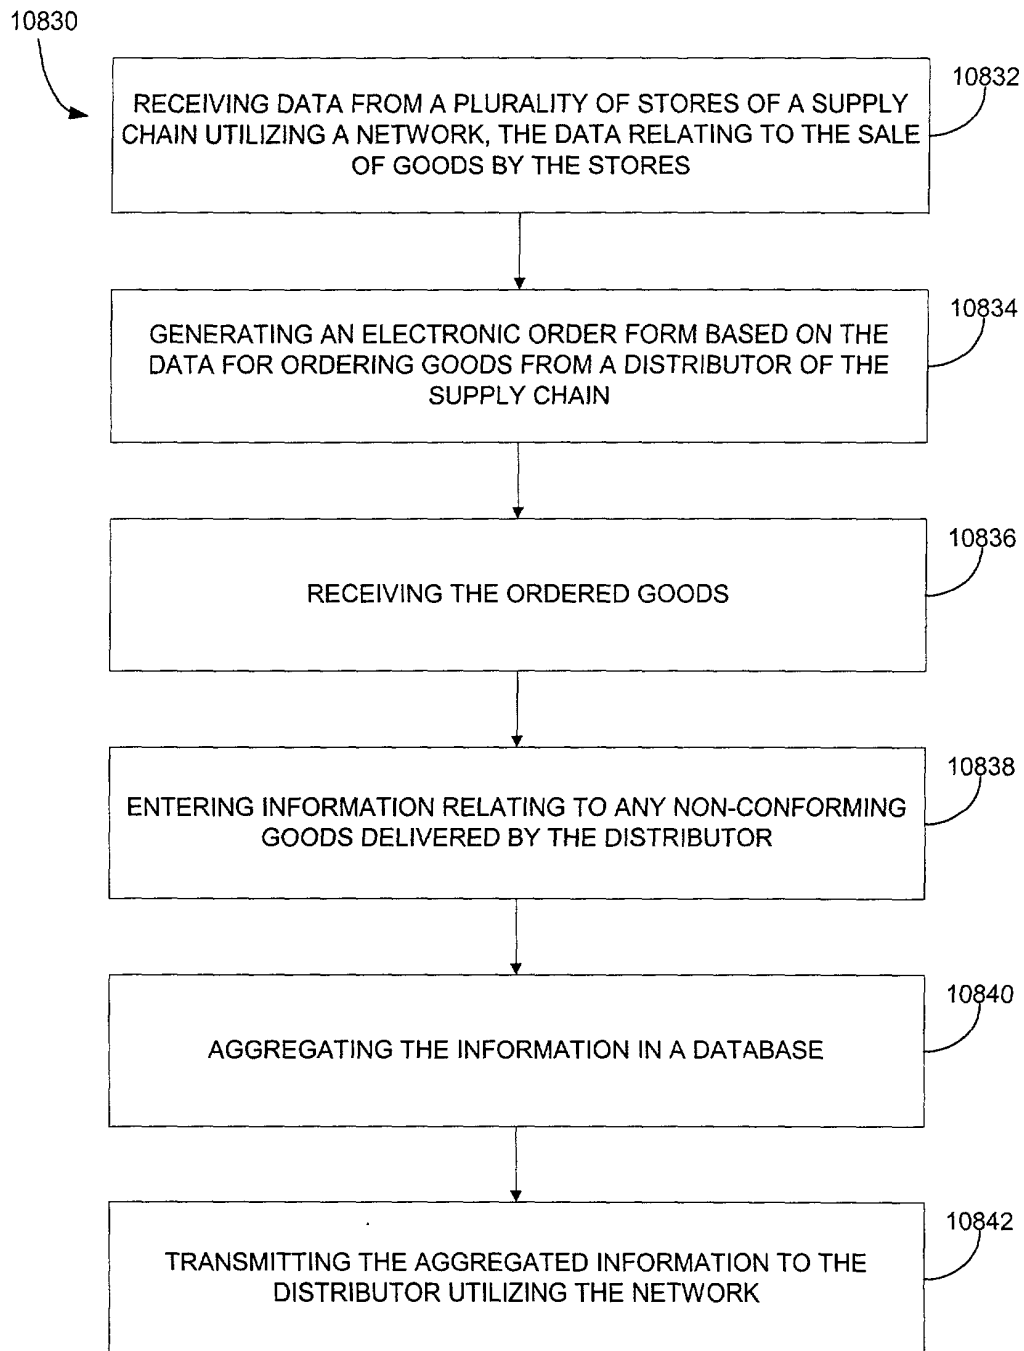 10830
10832
RECEIVING DATA FROM A PLURALITY OF STORES OF A SUPPLY
CHAIN UTILIZING A NETWORK, THE DATA RELATING TO THE SALE
OF GOODS BY THE STORES
10834
GENERATING AN ELECTRONIC ORDER FORM BASED ON THE
DATA FOR ORDERING GOODS FROM A DISTRIBUTOR OF THE
SUPPLY CHAIN
10836
RECEIVING THE ORDERED GOODS
10838
ENTERING INFORMATION RELATING TO ANY NON-CONFORMING
GOODS DELIVERED BY THE DISTRIBUTOR
10840
AGGREGATING THE INFORMATION IN A DATABASE
10842
TRANSMITTING THE AGGREGATED INFORMATION TO THE
DISTRIBUTOR UTILIZING THE NETWORK